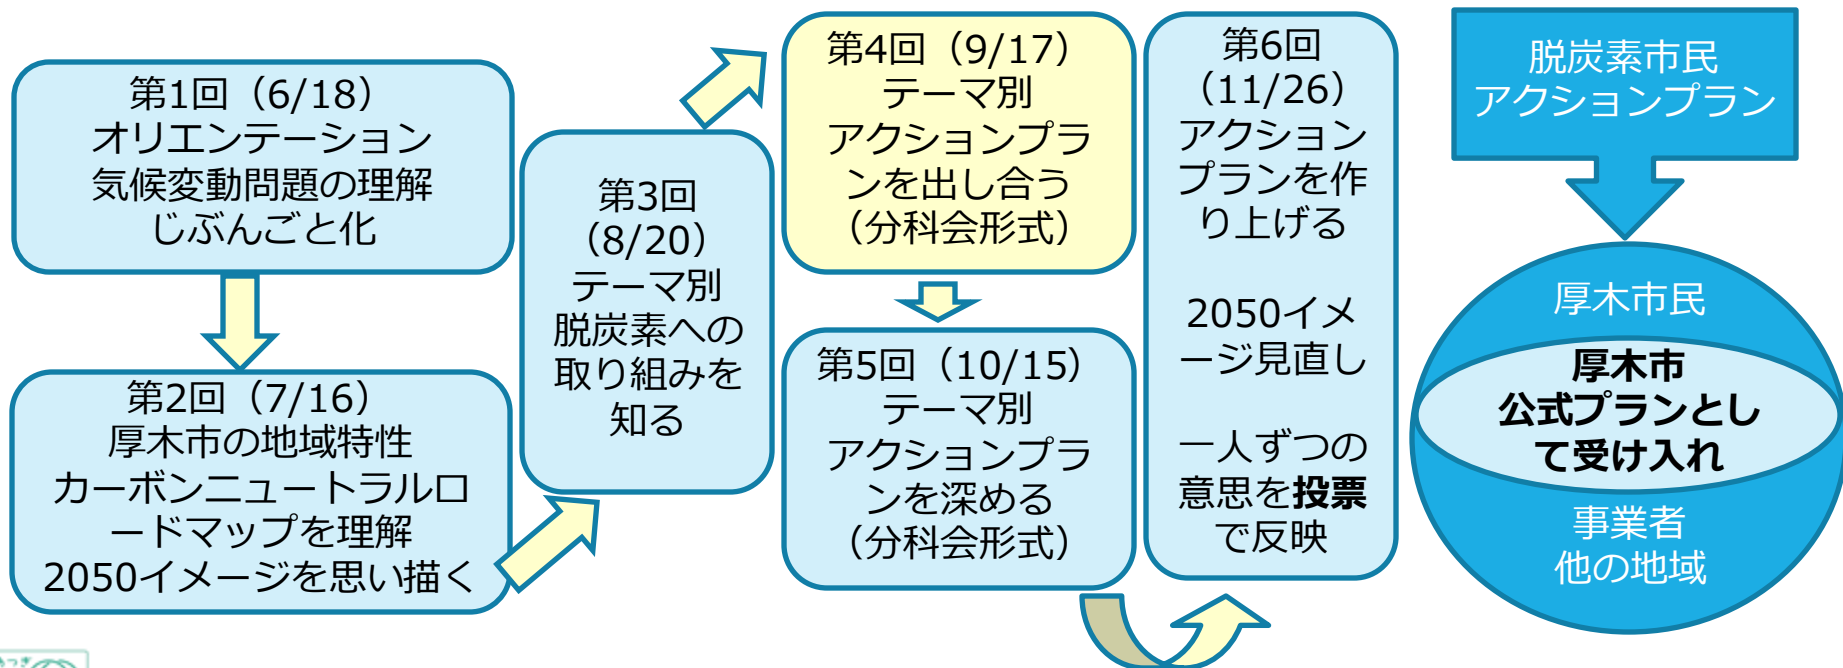 第1回（6/18）
オリエンテーション
気候変動問題の理解
じぶんごと化
第2回（7/16）
厚木市の地域特性
カーボンニュートラルロ
ードマップを理解
2050イメージを思い描く
第3回
（8/20）
テーマ別
脱炭素への
取り組みを
知る
第4回（9/17）
テーマ別
アクションプラ
ンを出し合う
（分科会形式）
第5回（10/15）
テーマ別
アクションプラ
ンを深める
（分科会形式）
第6回
（11/26）
アクション
プランを作
り上げる
2050イメ
ージ見直し
一人ずつの
意思を投票
で反映
脱炭素市民
アクションプラン
厚木市民
厚木市
公式プランとし
て受け入れ
事業者
他の地域